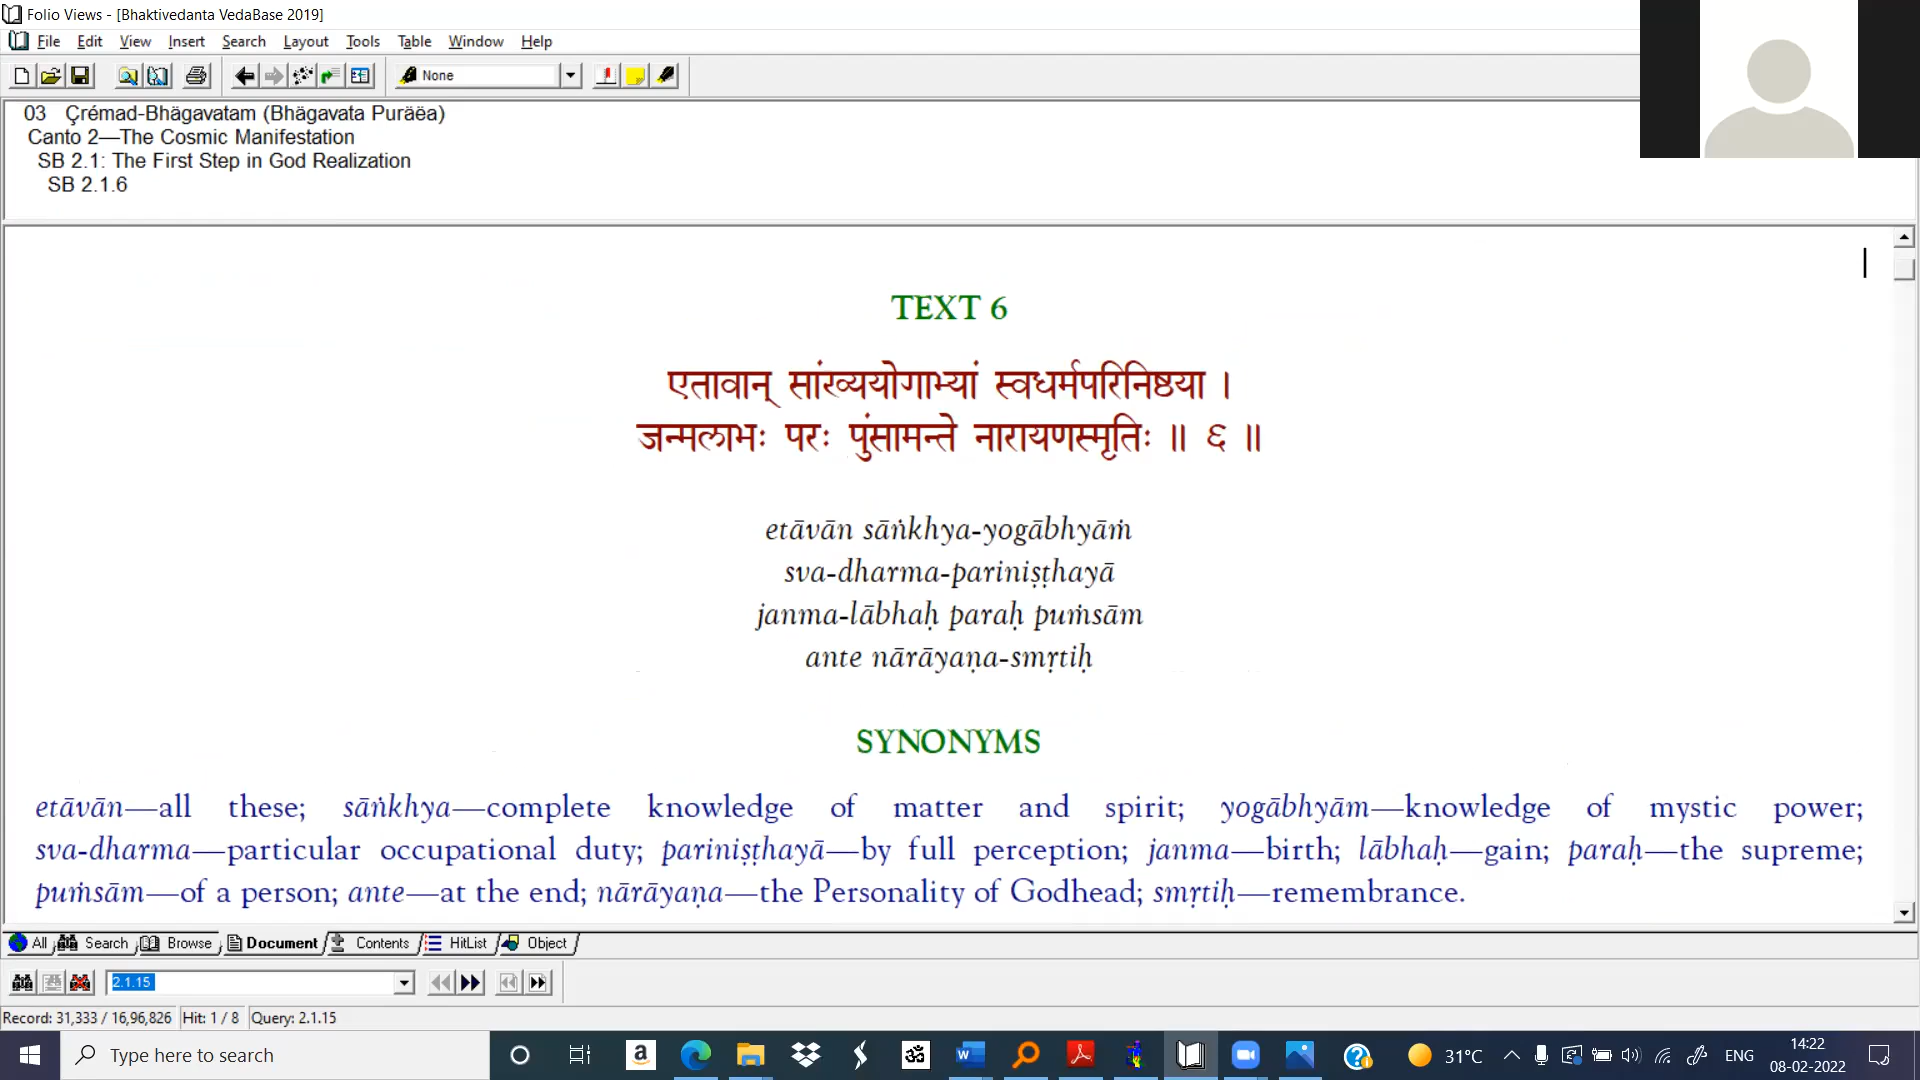 Folio Views - [Bhaktivedanta VedaBase 2019]
File Edit View Insert Search Layout Tools Table Window Help
None
03 Çrémad-Bhägavatam (Bhägavata Puräëa)
Canto 2—The Cosmic Manifestation
SB 2.1: The First Step in God Realization
SB 2.1.6
TEXT 6
एतावान् सांख्ययोगाभ्यां स्वधर्मपरिनिष्ठया ।
जन्मलाभः परः पुंसामन्ते नारायणस्मृतिः ॥ ६ ॥
etāvān sāṅkhya-yogābhyāṁ
sva-dharma-pariniṣṭhayā
janma-lābhaḥ paraḥ puṁsām
ante nārāyaṇa-smṛtiḥ
SYNONYMS
etāvān—all these; sāṅkhya—complete knowledge of matter and spirit; yogābhyām—knowledge of mystic power;
sva-dharma—particular occupational duty; pariniṣṭhayā—by full perception; janma—birth; lābhaḥ—gain; paraḥ—the supreme;
puṁsām—of a person; ante—at the end; nārāyaṇa—the Personality of Godhead; smṛtiḥ—remembrance.
All Search Browse Document Contents HitList Object
2.1.15
Record: 31,333 / 16,96,826 Hit: 1 / 8 Query: 2.1.15
Type here to search
31°C ENG
14:22
08-02-2022